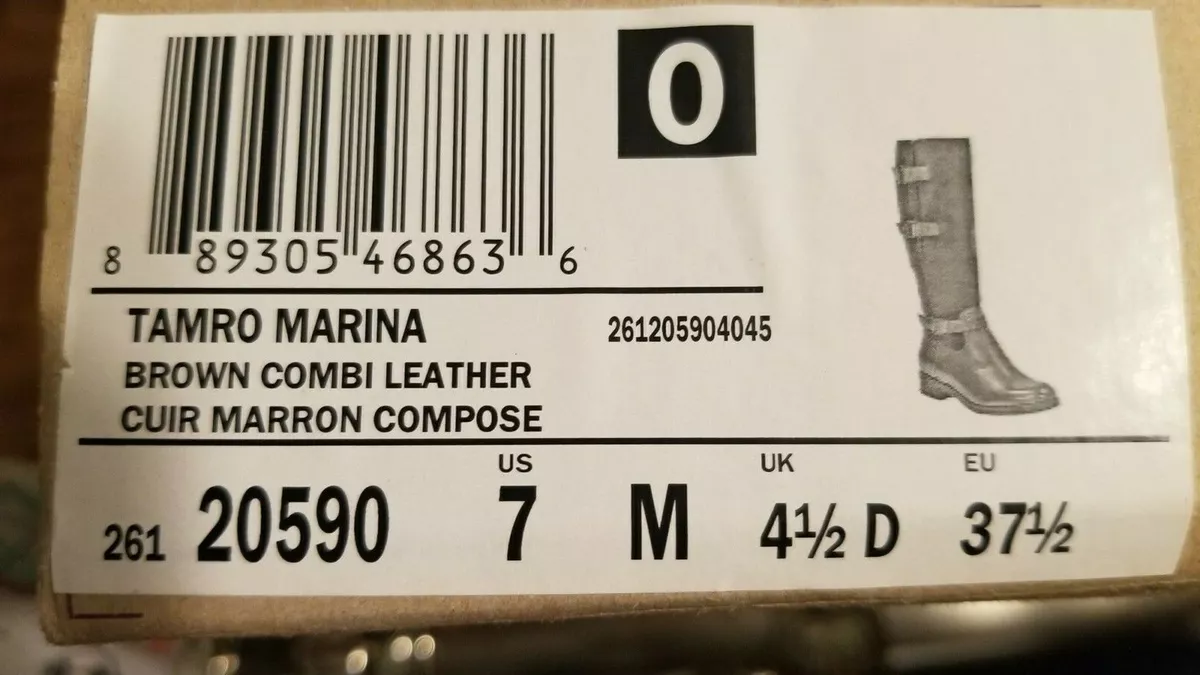 0
8 89305 46863 6
TAMRO MARINA 261205904045
BROWN COMBI LEATHER
CUIR MARRON COMPOSE
US UK EU
261 20590 7 M 4½ D 37½